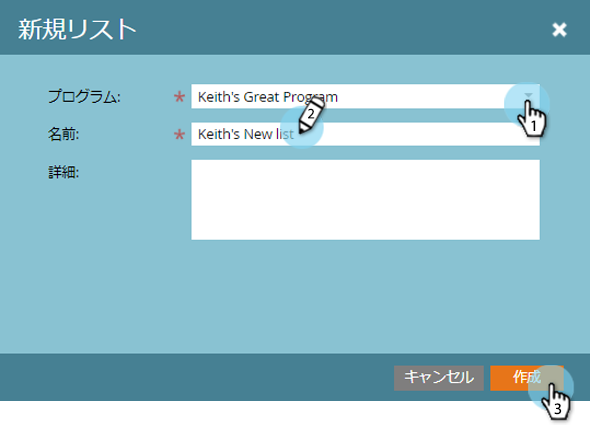 新規リスト
プログラム: * Keith's Great Program
1
2
名前: * Keith's New list
詳細:
キャンセル 作成
3